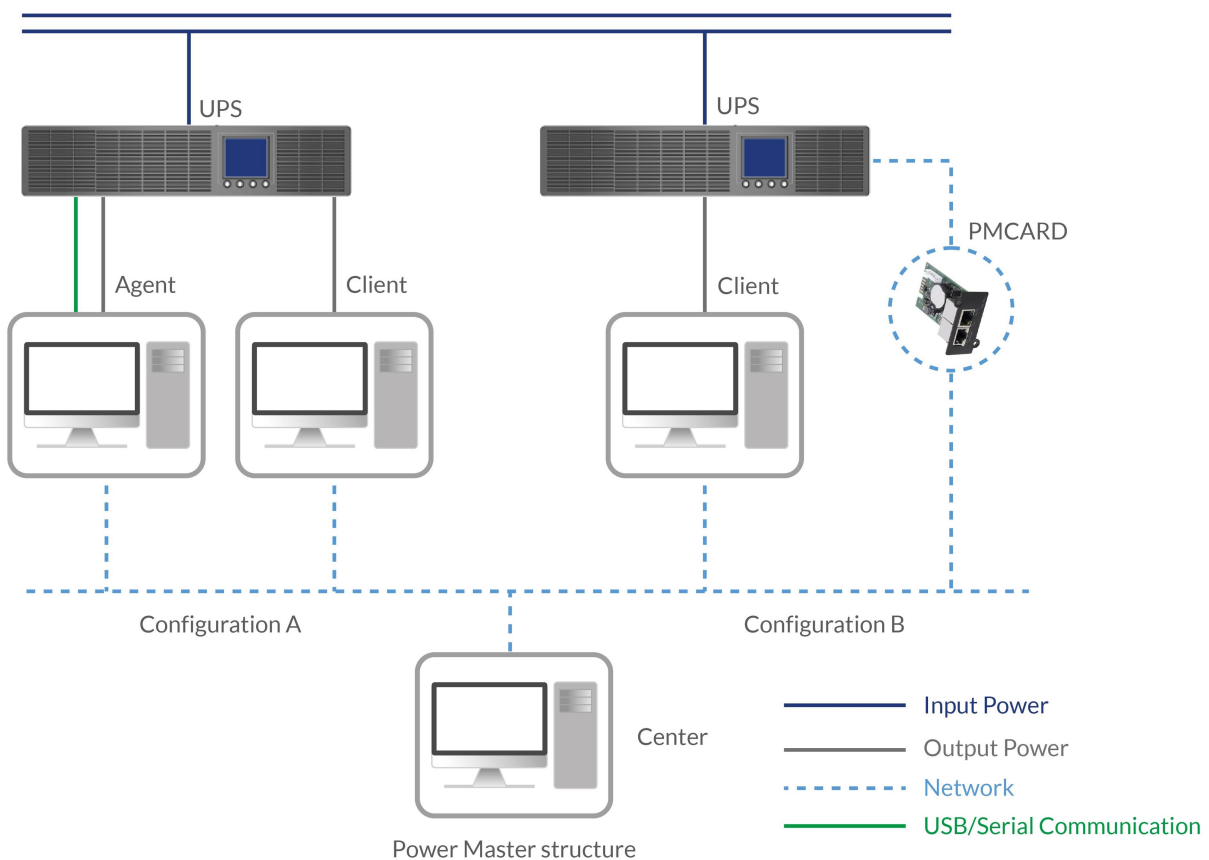 UPS
UPS
PMCARD
Agent
Client
Client
Configuration A
Configuration B
Center
Input Power
Output Power
Network
USB/Serial Communication
Power Master structure